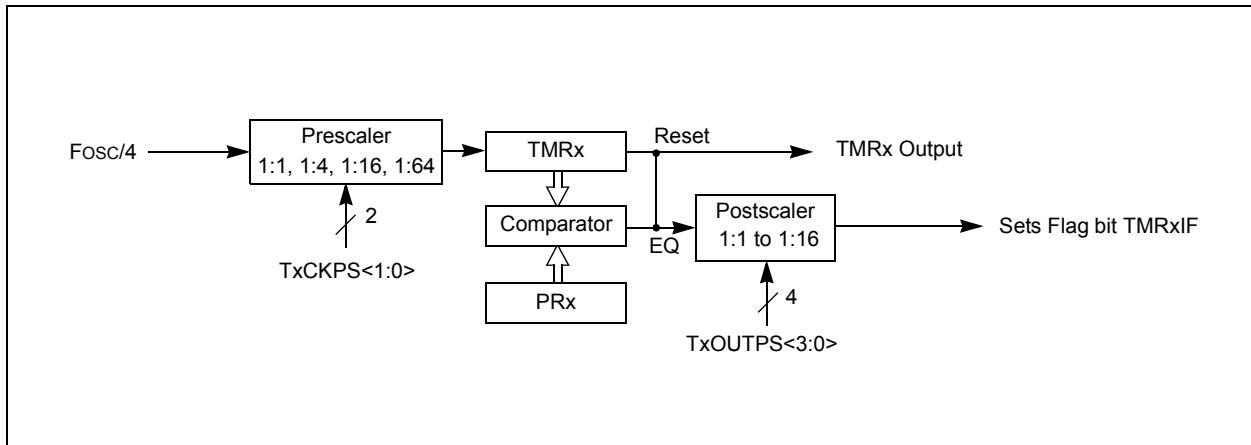 Fosc/4
Prescaler
1:1, 1:4, 1:16, 1:64
2
TxCKPS<1:0>
TMRx
Comparator
PRx
Reset
EQ
TMRx Output
Postscaler
1:1 to 1:16
4
TxOUTPS<3:0>
Sets Flag bit TMRxIF